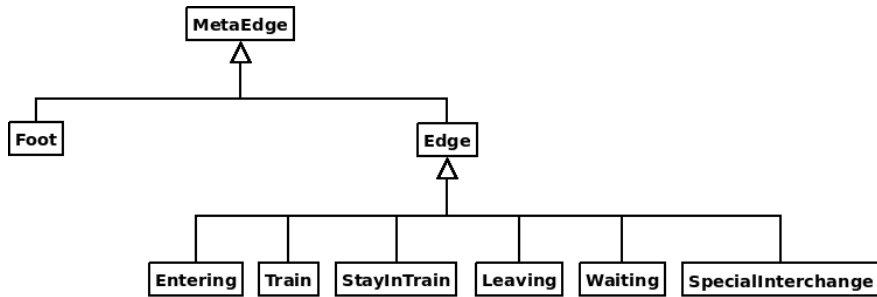 MetaEdge
Foot
Edge
Entering
Train
StayInTrain
Leaving
Waiting
SpecialInterchange